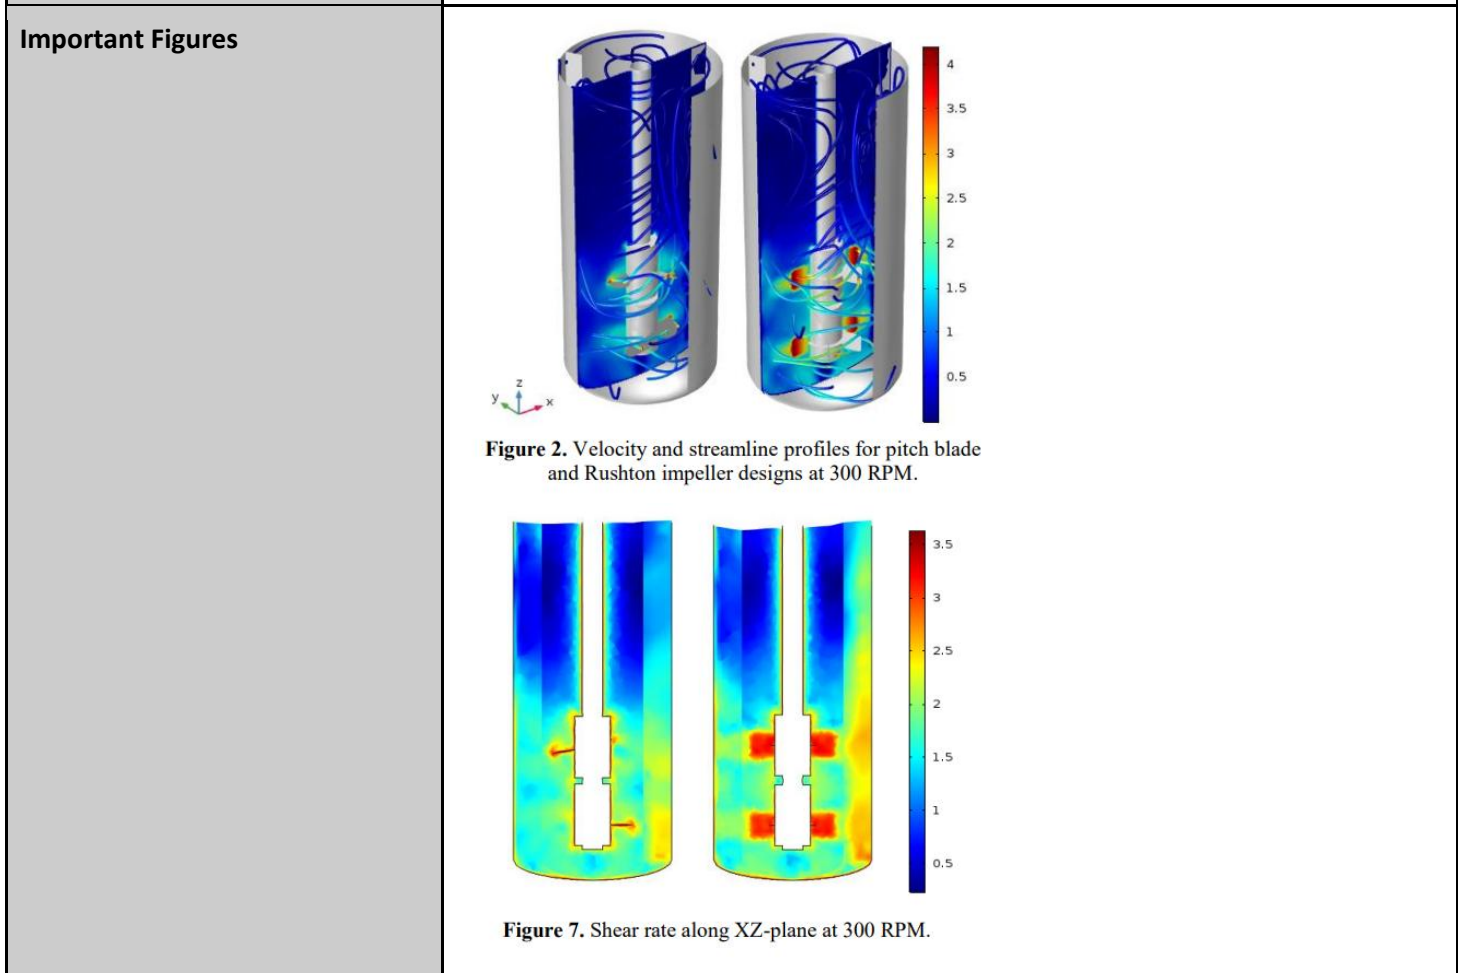 Important Figures
4
3.5
3
2.5
2
1.5
1
0.5
z
y
x
Figure 2. Velocity and streamline profiles for pitch blade
and Rushton impeller designs at 300 RPM.
3.5
3
2.5
2
1.5
1
0.5
Figure 7. Shear rate along XZ-plane at 300 RPM.